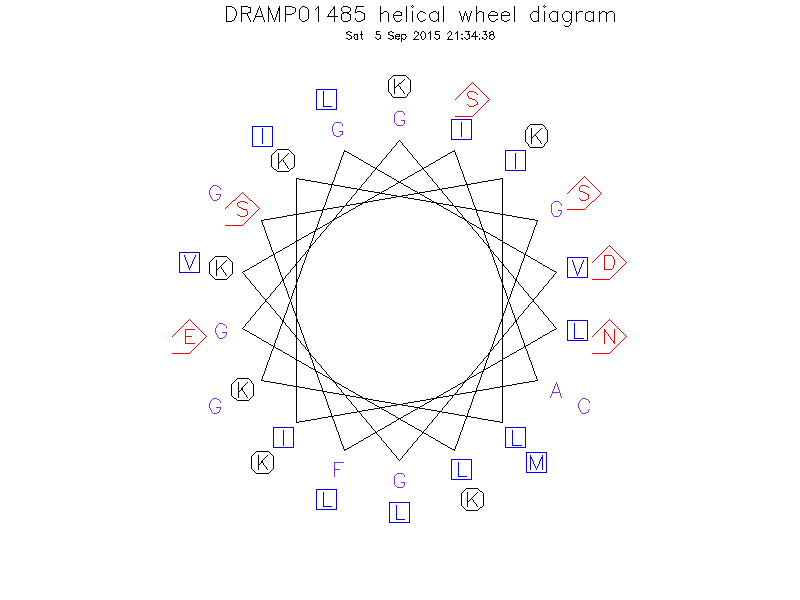 DRAMP01485 helical wheel diagram
Sat 5 Sep 2015 21:34:38
K
L S
G G I
I K I K
G S G S
V K V D
E G L N
G K A C
I L
K M
F G L
L L K